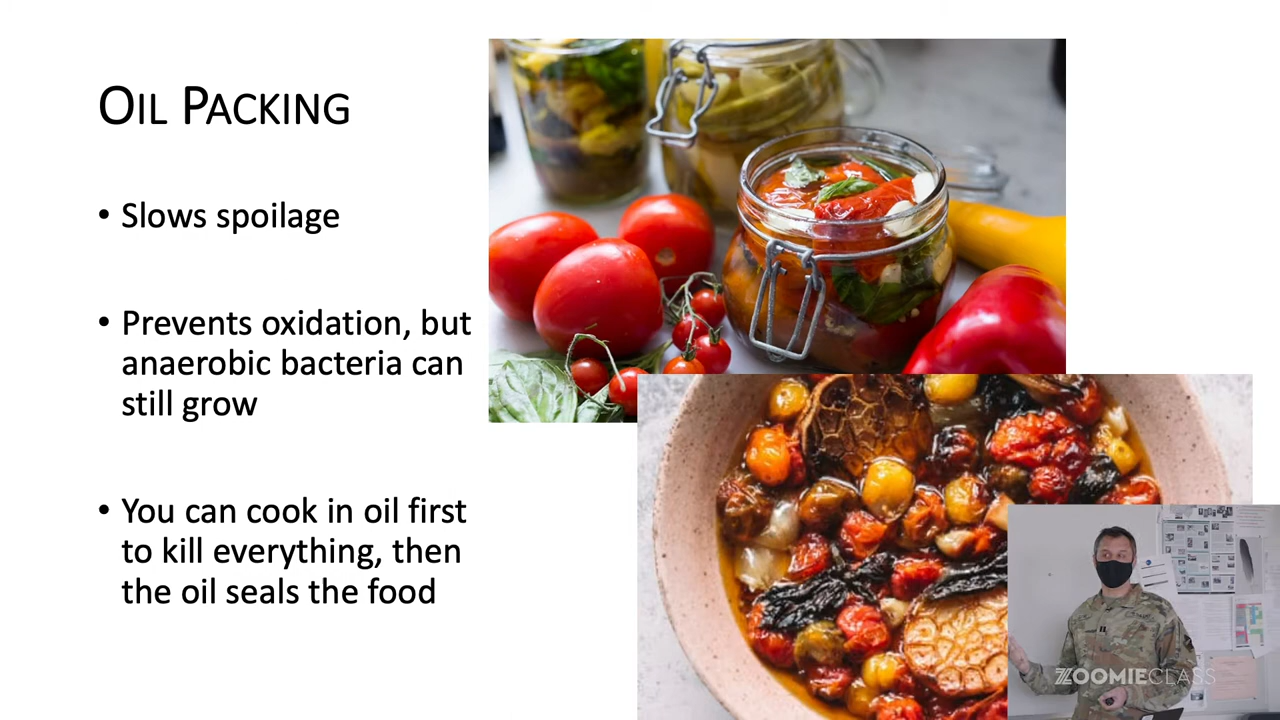 OIL PACKING
• Slows spoilage
• Prevents oxidation, but
anaerobic bacteria can
still grow
• You can cook in oil first
to kill everything, then
the oil seals the food
ZOOMIECLASS